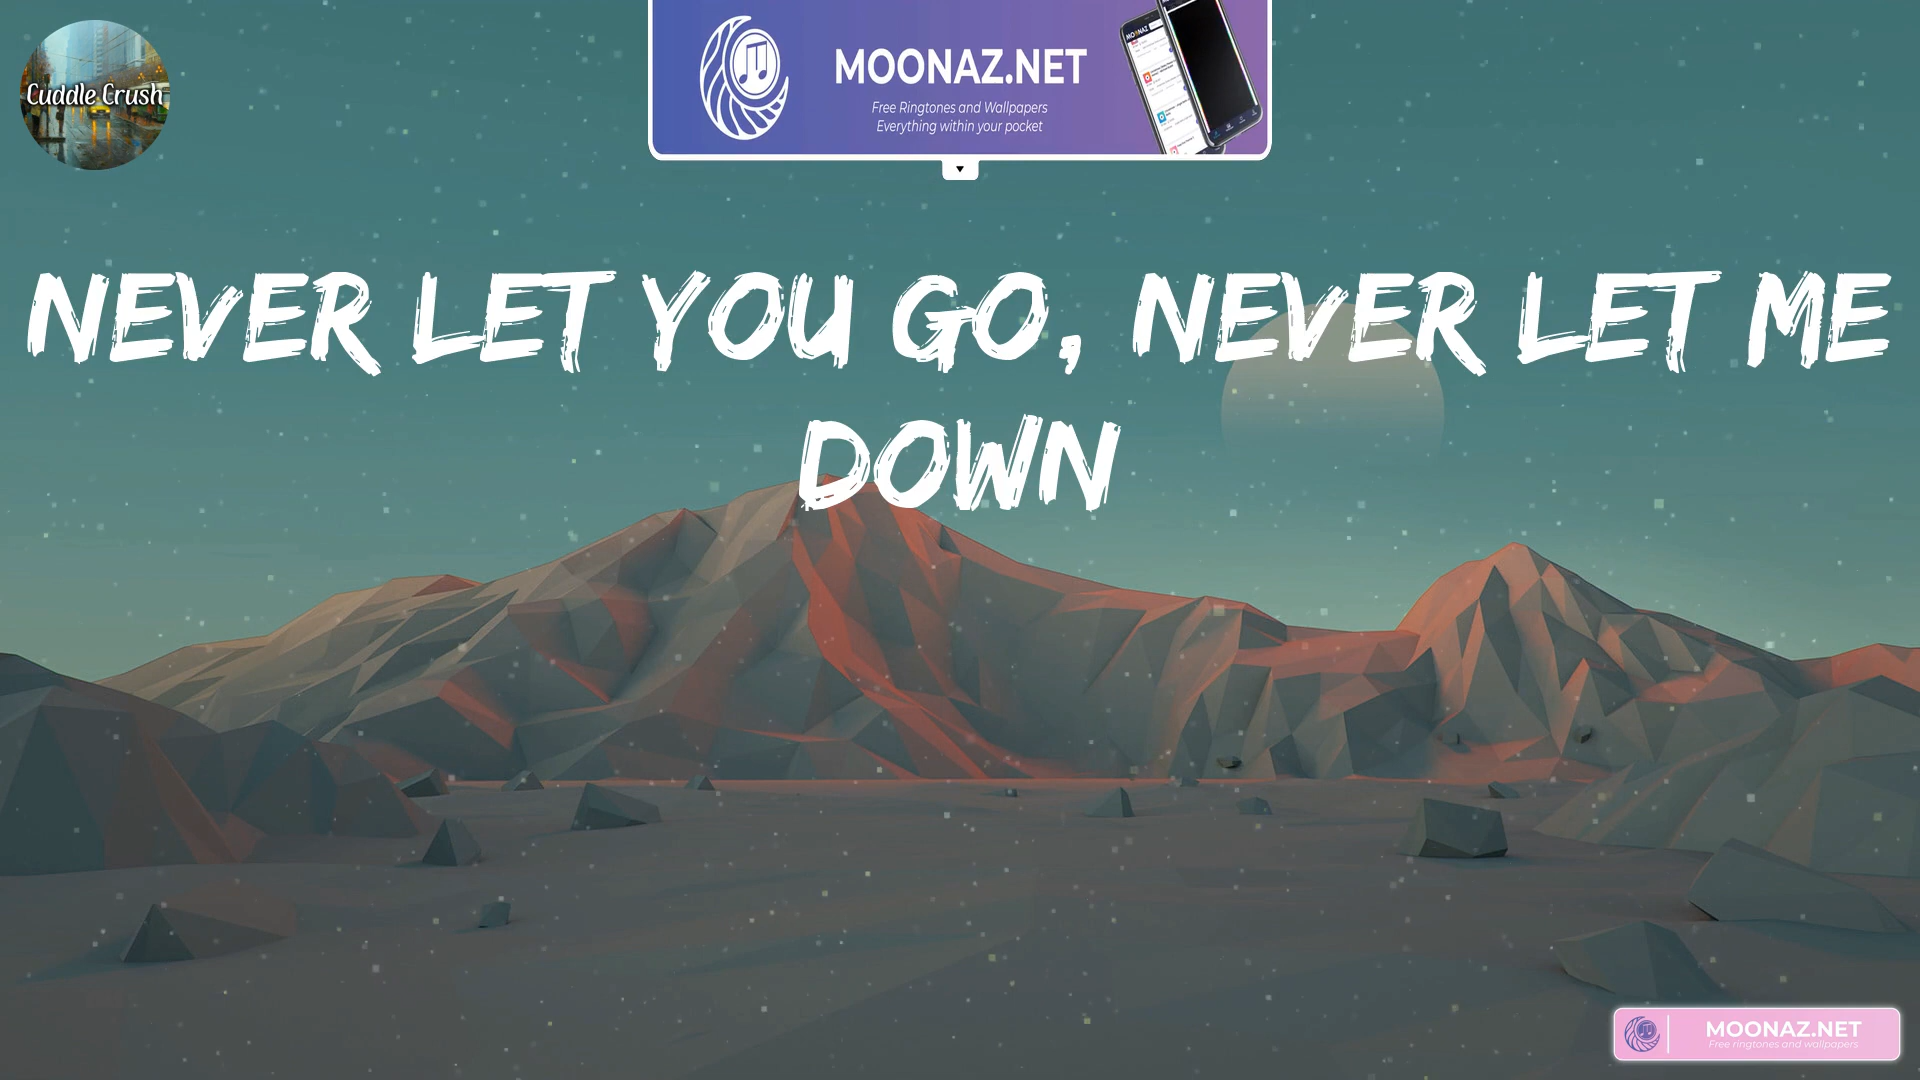 Cuddle Crush
MOONAZ.NET
Free Ringtones and Wallpapers
Everything within your pocket
NEVER LET YOU GO, NEVER LET ME
DOWN
MOONAZ.NET
Free ringtones and wallpapers